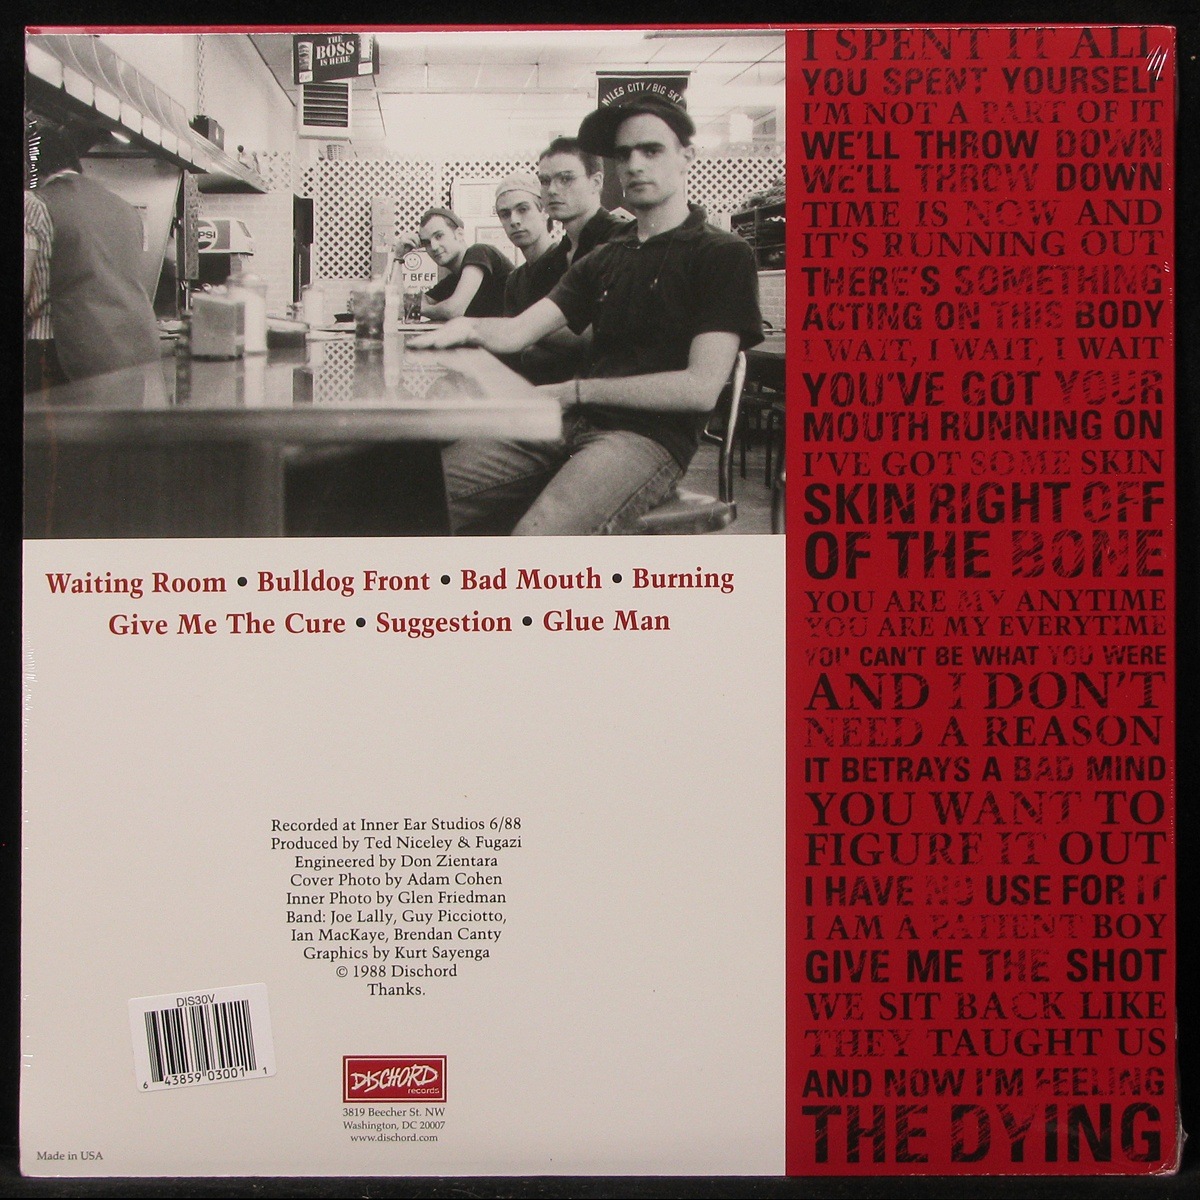 THE
BOSS
IS HERE
MILES CITY/BIG SKY
PSI
T BEEF
Waiting Room • Bulldog Front • Bad Mouth • Burning
Give Me The Cure • Suggestion • Glue Man
Recorded at Inner Ear Studios 6/88
Produced by Ted Niceley & Fugazi
Engineered by Don Zientara
Cover Photo by Adam Cohen
Inner Photo by Glen Friedman
Band: Joe Lally, Guy Picciotto,
Ian MacKaye, Brendan Canty
Graphics by Kurt Sayenga
© 1988 Dischord
Thanks.
DIS30V
6 43859 03001 1
DISCHORD
records
3819 Beecher St. NW
Washington, DC 20007
www.dischord.com
Made in USA
I SPENT IT ALL
YOU SPENT YOURSELF
I'M NOT A PART OF IT
WE'LL THROW DOWN
WE'LL THROW DOWN
TIME IS NOW AND
IT'S RUNNING OUT
THERE'S SOMETHING
ACTING ON THIS BODY
I WAIT, I WAIT, I WAIT
YOU'VE GOT YOUR
MOUTH RUNNING ON
I'VE GOT SOME SKIN
SKIN RIGHT OFF
OF THE BONE
YOU ARE MY ANYTIME
YOU ARE MY EVERYTIME
YOU CAN'T BE WHAT YOU WERE
AND I DON'T
NEED A REASON
IT BETRAYS A BAD MIND
YOU WANT TO
FIGURE IT OUT
I HAVE NO USE FOR IT
I AM A PATIENT BOY
GIVE ME THE SHOT
WE SIT BACK LIKE
THEY TAUGHT US
AND NOW I'M FEELING
THE DYING